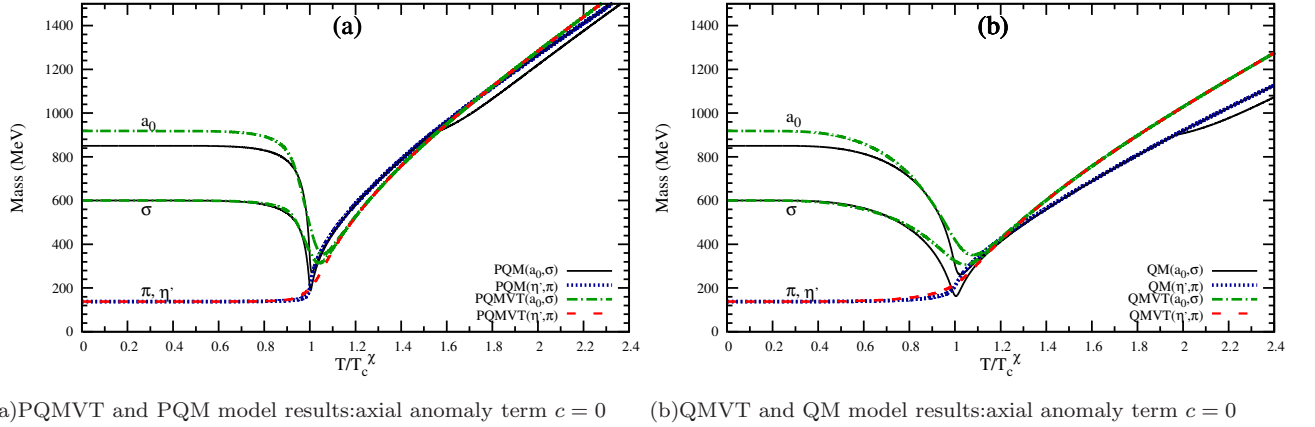 (a)
1400
1200
1000
800
600
400
200
0
Mass (MeV)
a0
σ
π, η'
PQM(a0,σ)
PQM(η',π)
PQMVT(a0,σ)
PQMVT(η',π)
0 0.2 0.4 0.6 0.8 1 1.2 1.4 1.6 1.8 2 2.2 2.4
T/Tcχ
(b)
1400
1200
1000
800
600
400
200
0
Mass (MeV)
a0
σ
π, η'
QM(a0,σ)
QM(η',π)
QMVT(a0,σ)
QMVT(η',π)
0 0.2 0.4 0.6 0.8 1 1.2 1.4 1.6 1.8 2 2.2 2.4
T/Tcχ
a)PQMVT and PQM model results:axial anomaly term c = 0
(b)QMVT and QM model results:axial anomaly term c = 0